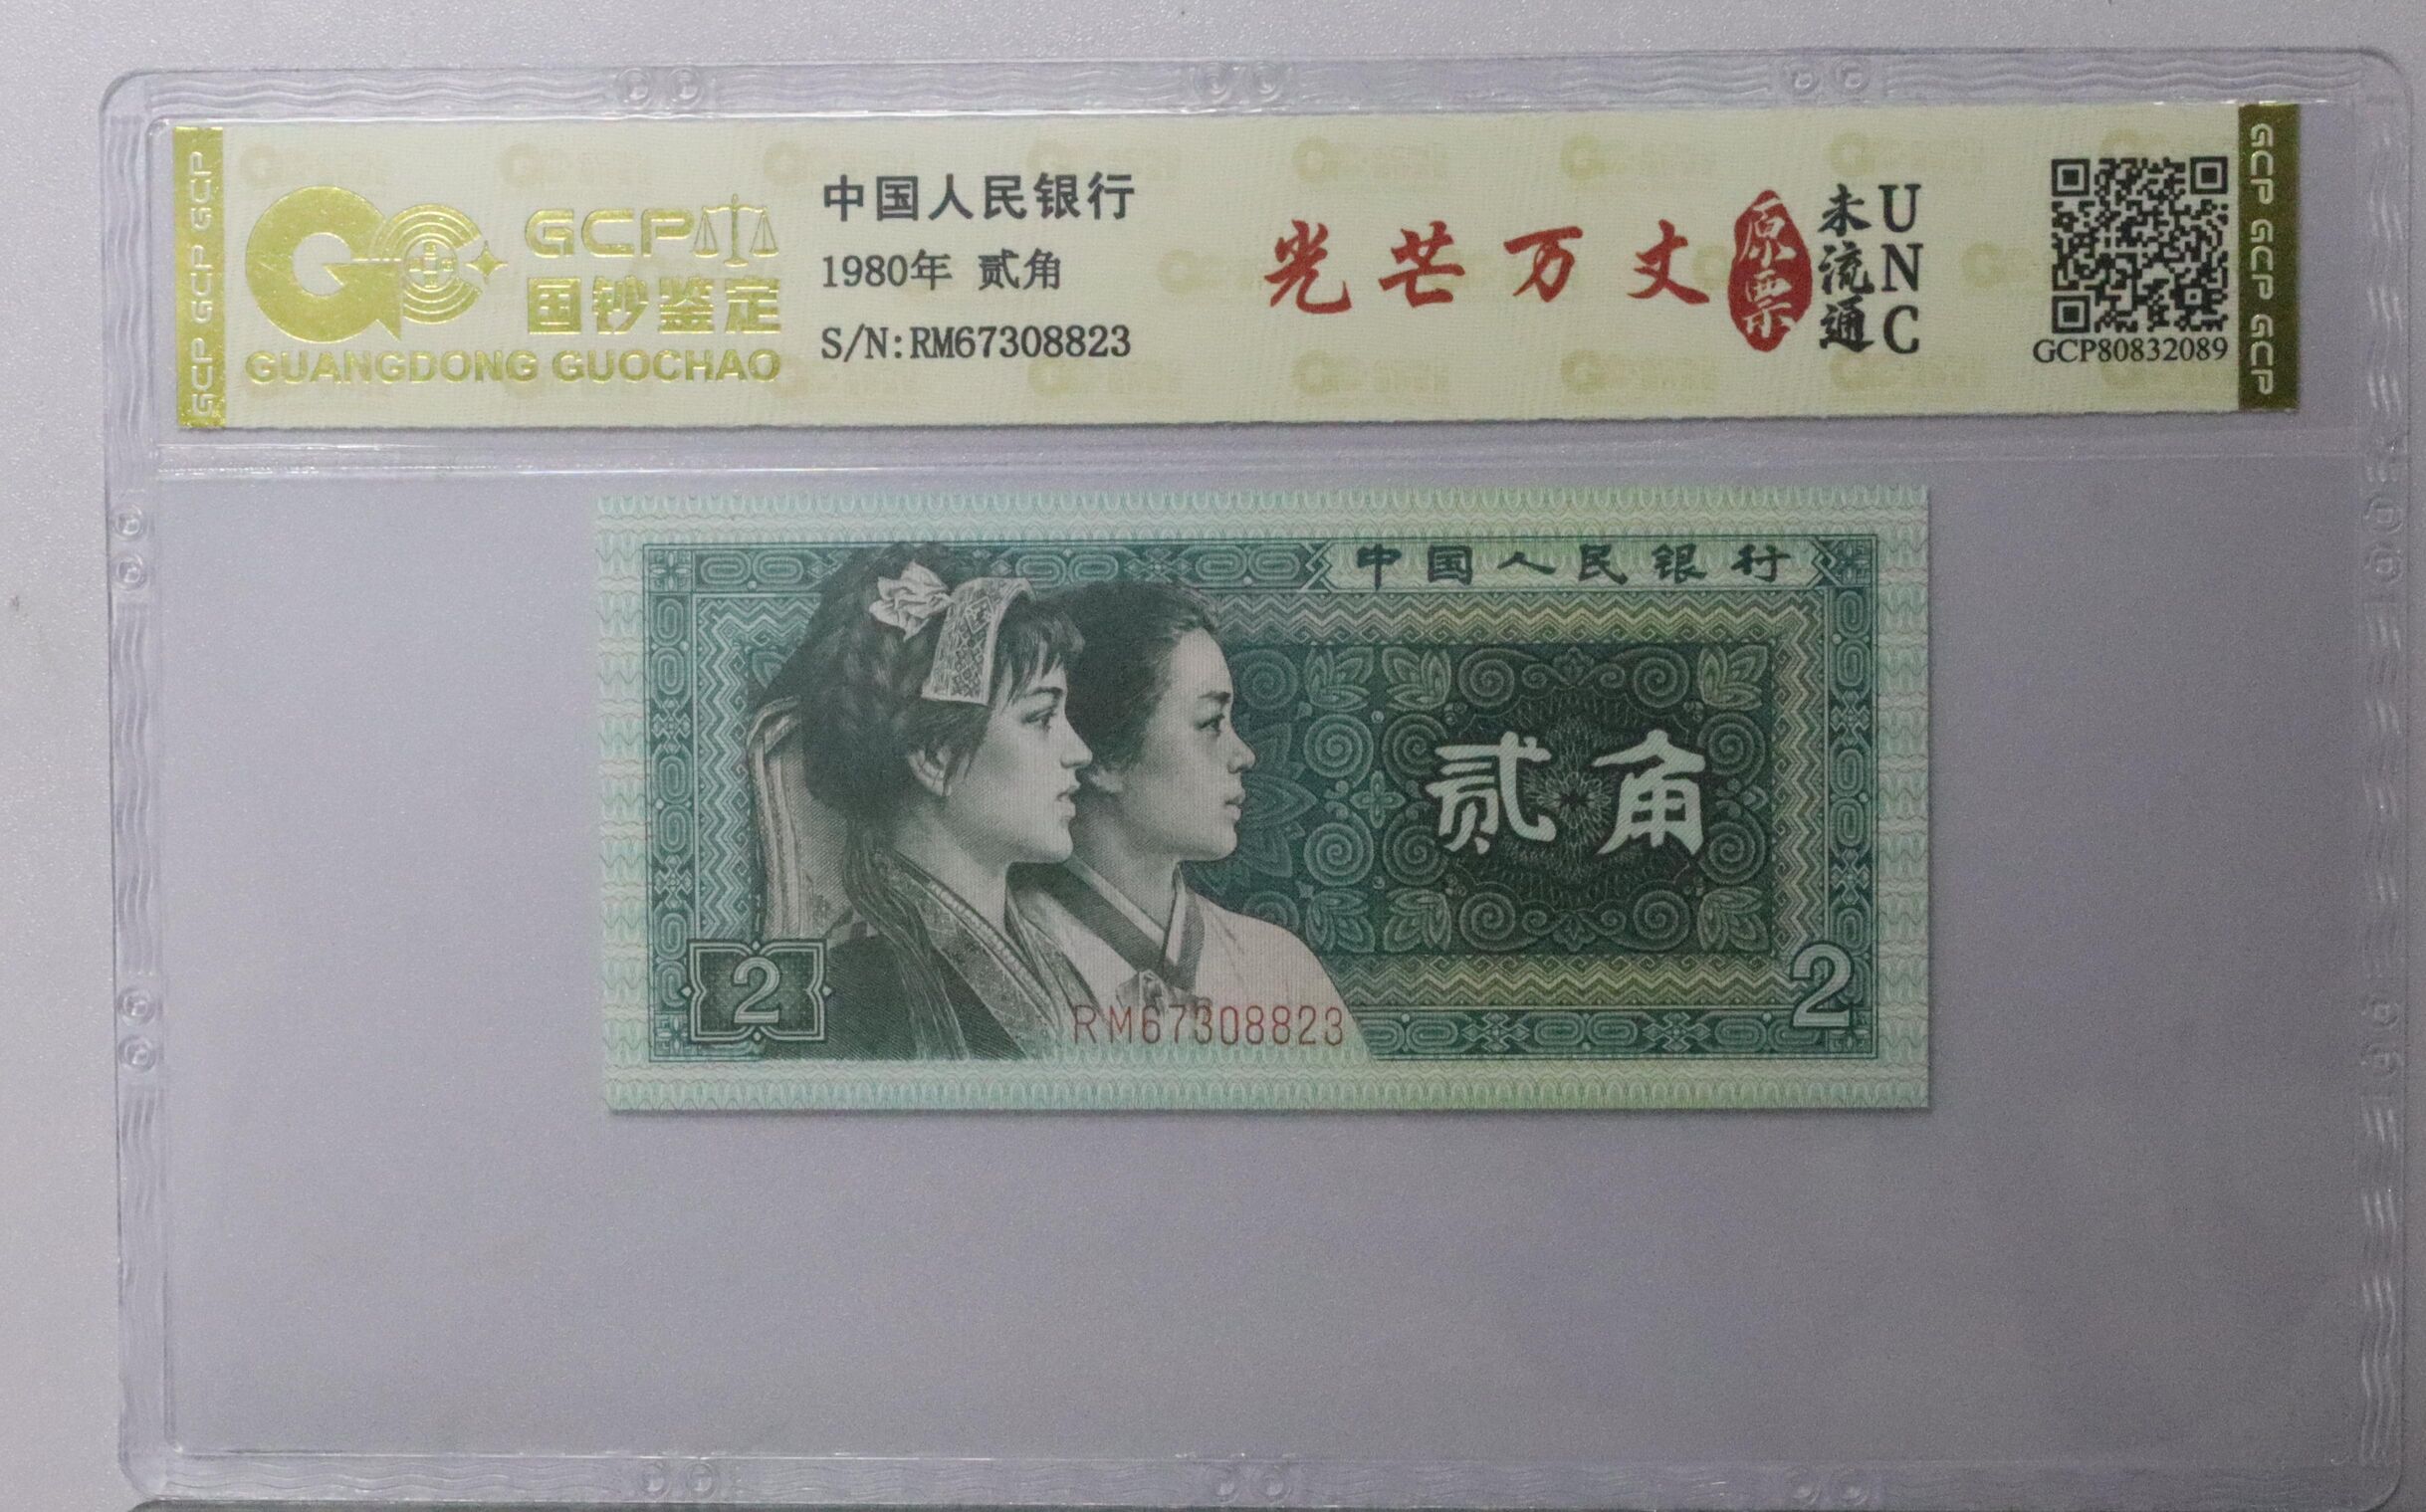 GCP GCP GCP
GCP
国钞鉴定
GUANGDONG GUOCHAO
中国人民银行
1980年 贰角
S/N:RM67308823
光芒万丈
原票
未流通
UNC
GCP80832089
GCP GCP GCP
中国人民银行
贰角
2
2
RM67308823